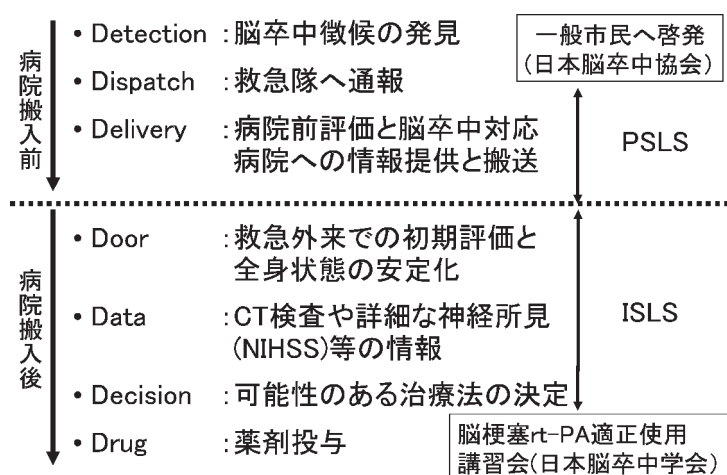 病院搬入前
• Detection :脳卒中徴候の発見
• Dispatch :救急隊へ通報
• Delivery :病院前評価と脳卒中対応
病院への情報提供と搬送
一般市民へ啓発
(日本脳卒中協会)
PSLS
病院搬入後
• Door :救急外来での初期評価と
全身状態の安定化
• Data :CT検査や詳細な神経所見
(NIHSS)等の情報
• Decision :可能性のある治療法の決定
• Drug :薬剤投与
ISLS
脳梗塞rt-PA適正使用
講習会(日本脳卒中学会)